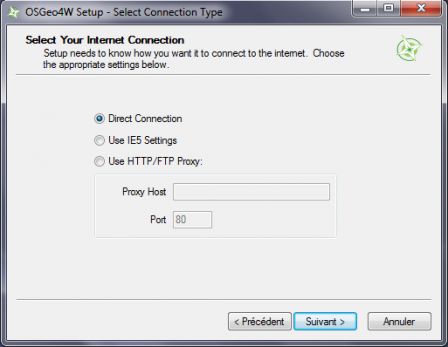 OSGeo4W Setup - Select Connection Type
Select Your Internet Connection
Setup needs to know how you want it to connect to the internet. Choose
the appropriate settings below.
Direct Connection
Use IE5 Settings
Use HTTP/FTP Proxy:
Proxy Host
Port 80
< Précédent Suivant > Annuler